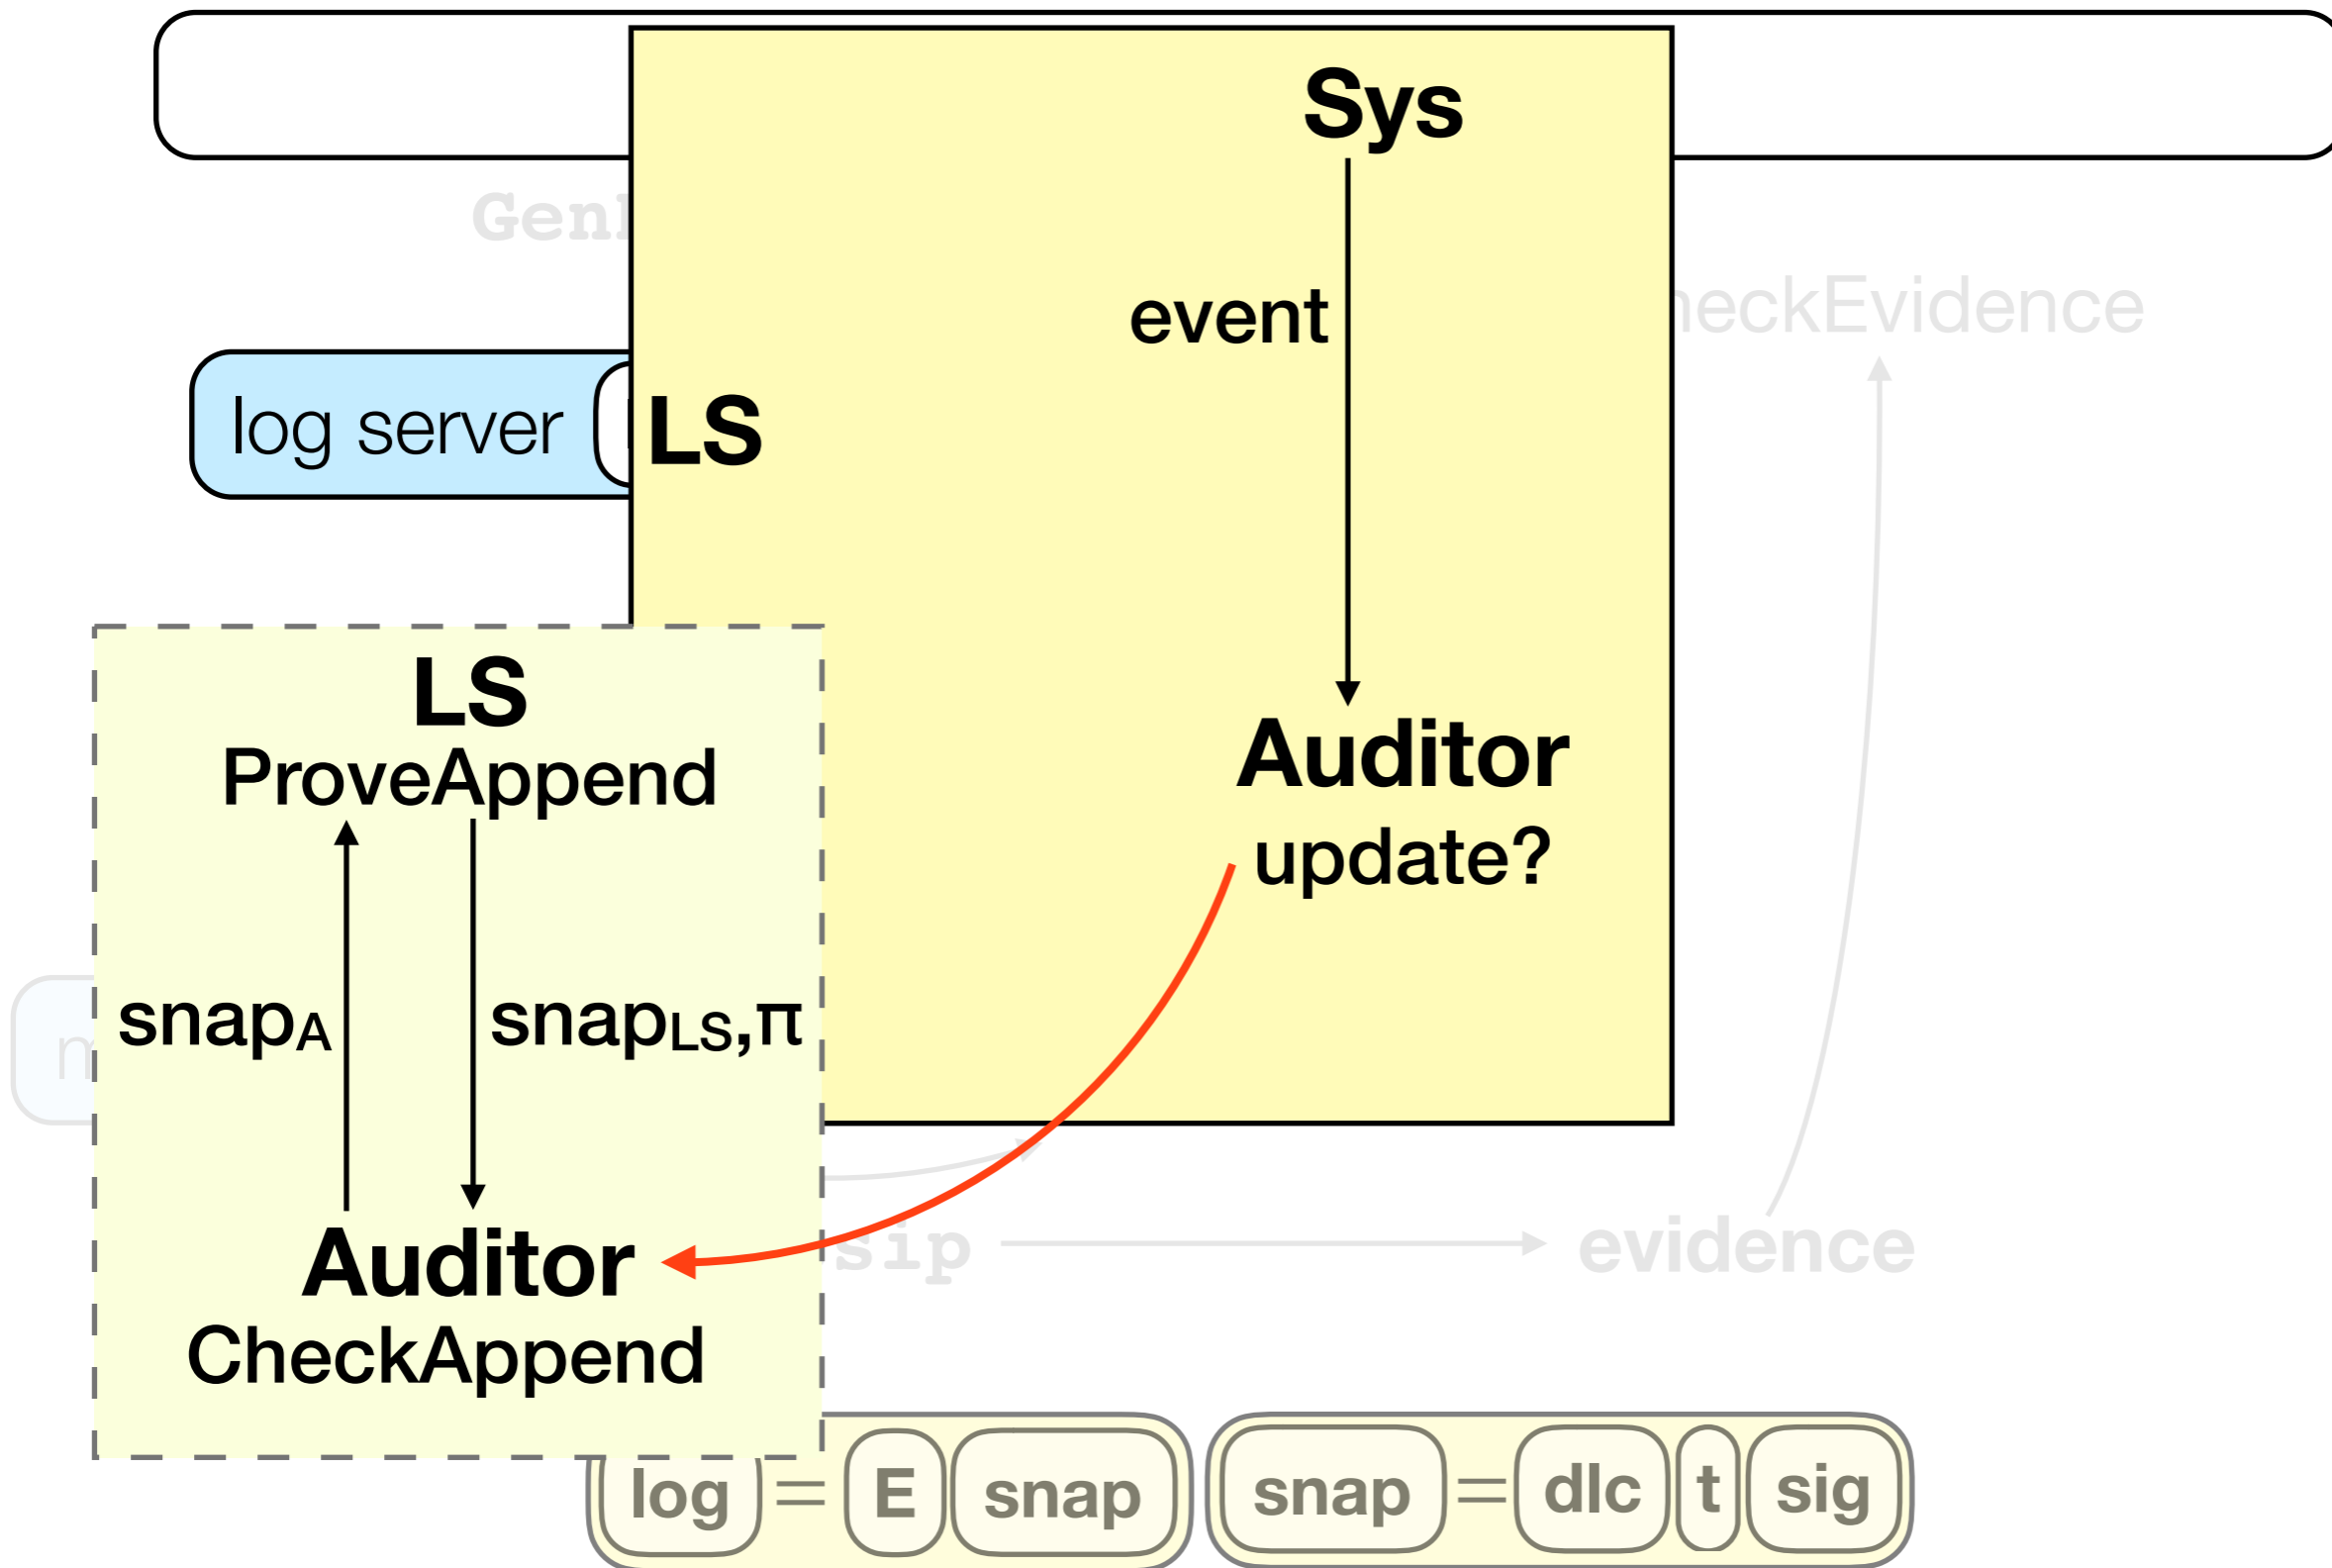 Sys
event
log server
LS
LS
ProveAppend
Auditor
update?
snapA
snapLS,π
evidence
Auditor
CheckAppend
log = E snap
snap = dlc t sig